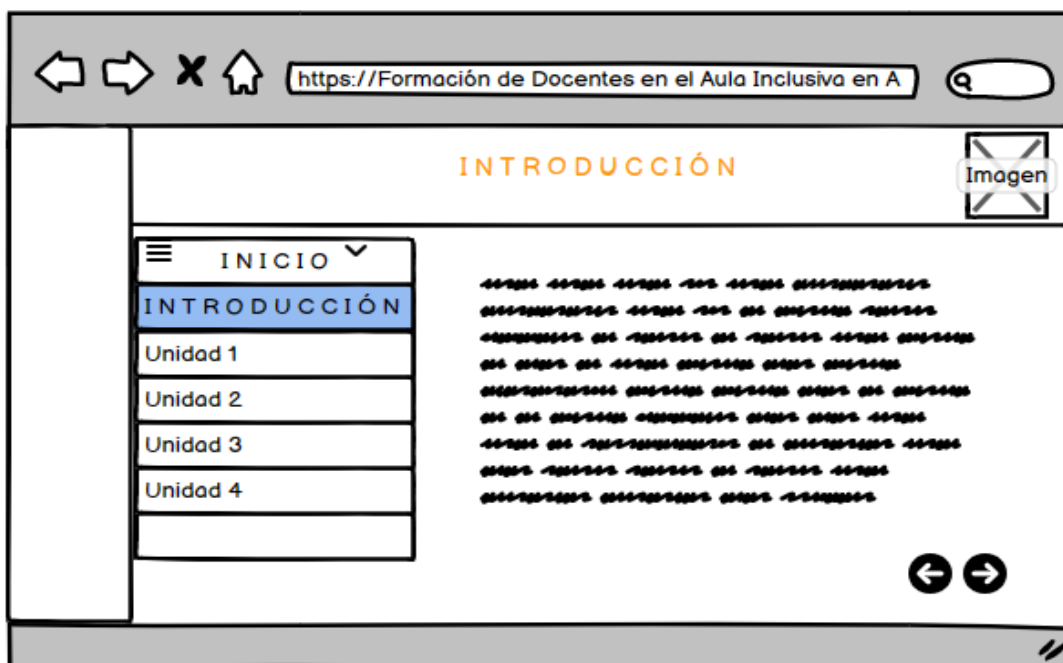 https://Formación de Docentes en el Aula Inclusiva en A
INTRODUCCIÓN
Imagen
INICIO
INTRODUCCIÓN
Unidad 1
Unidad 2
Unidad 3
Unidad 4